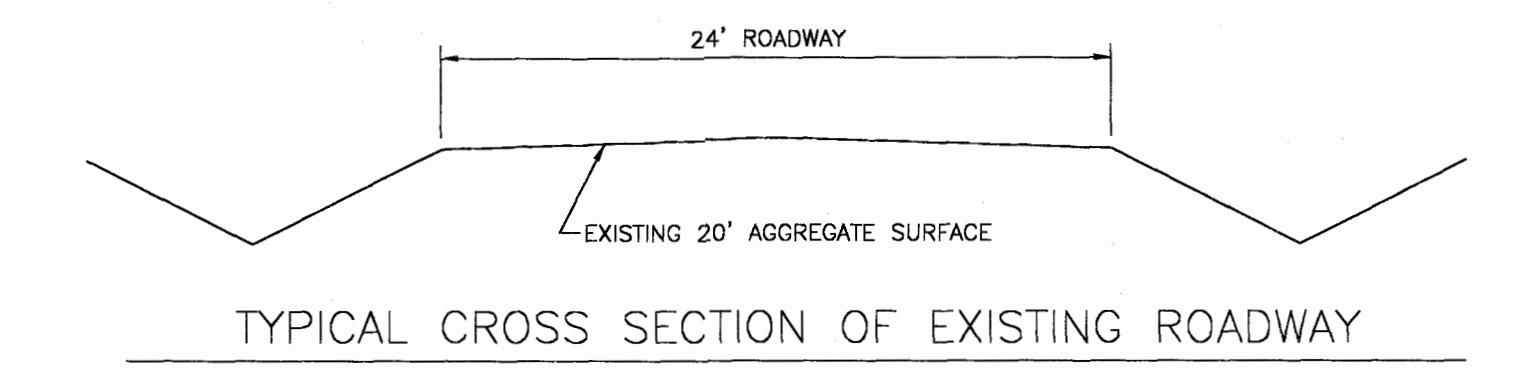 24' ROADWAY
EXISTING 20' AGGREGATE SURFACE
TYPICAL CROSS SECTION OF EXISTING ROADWAY